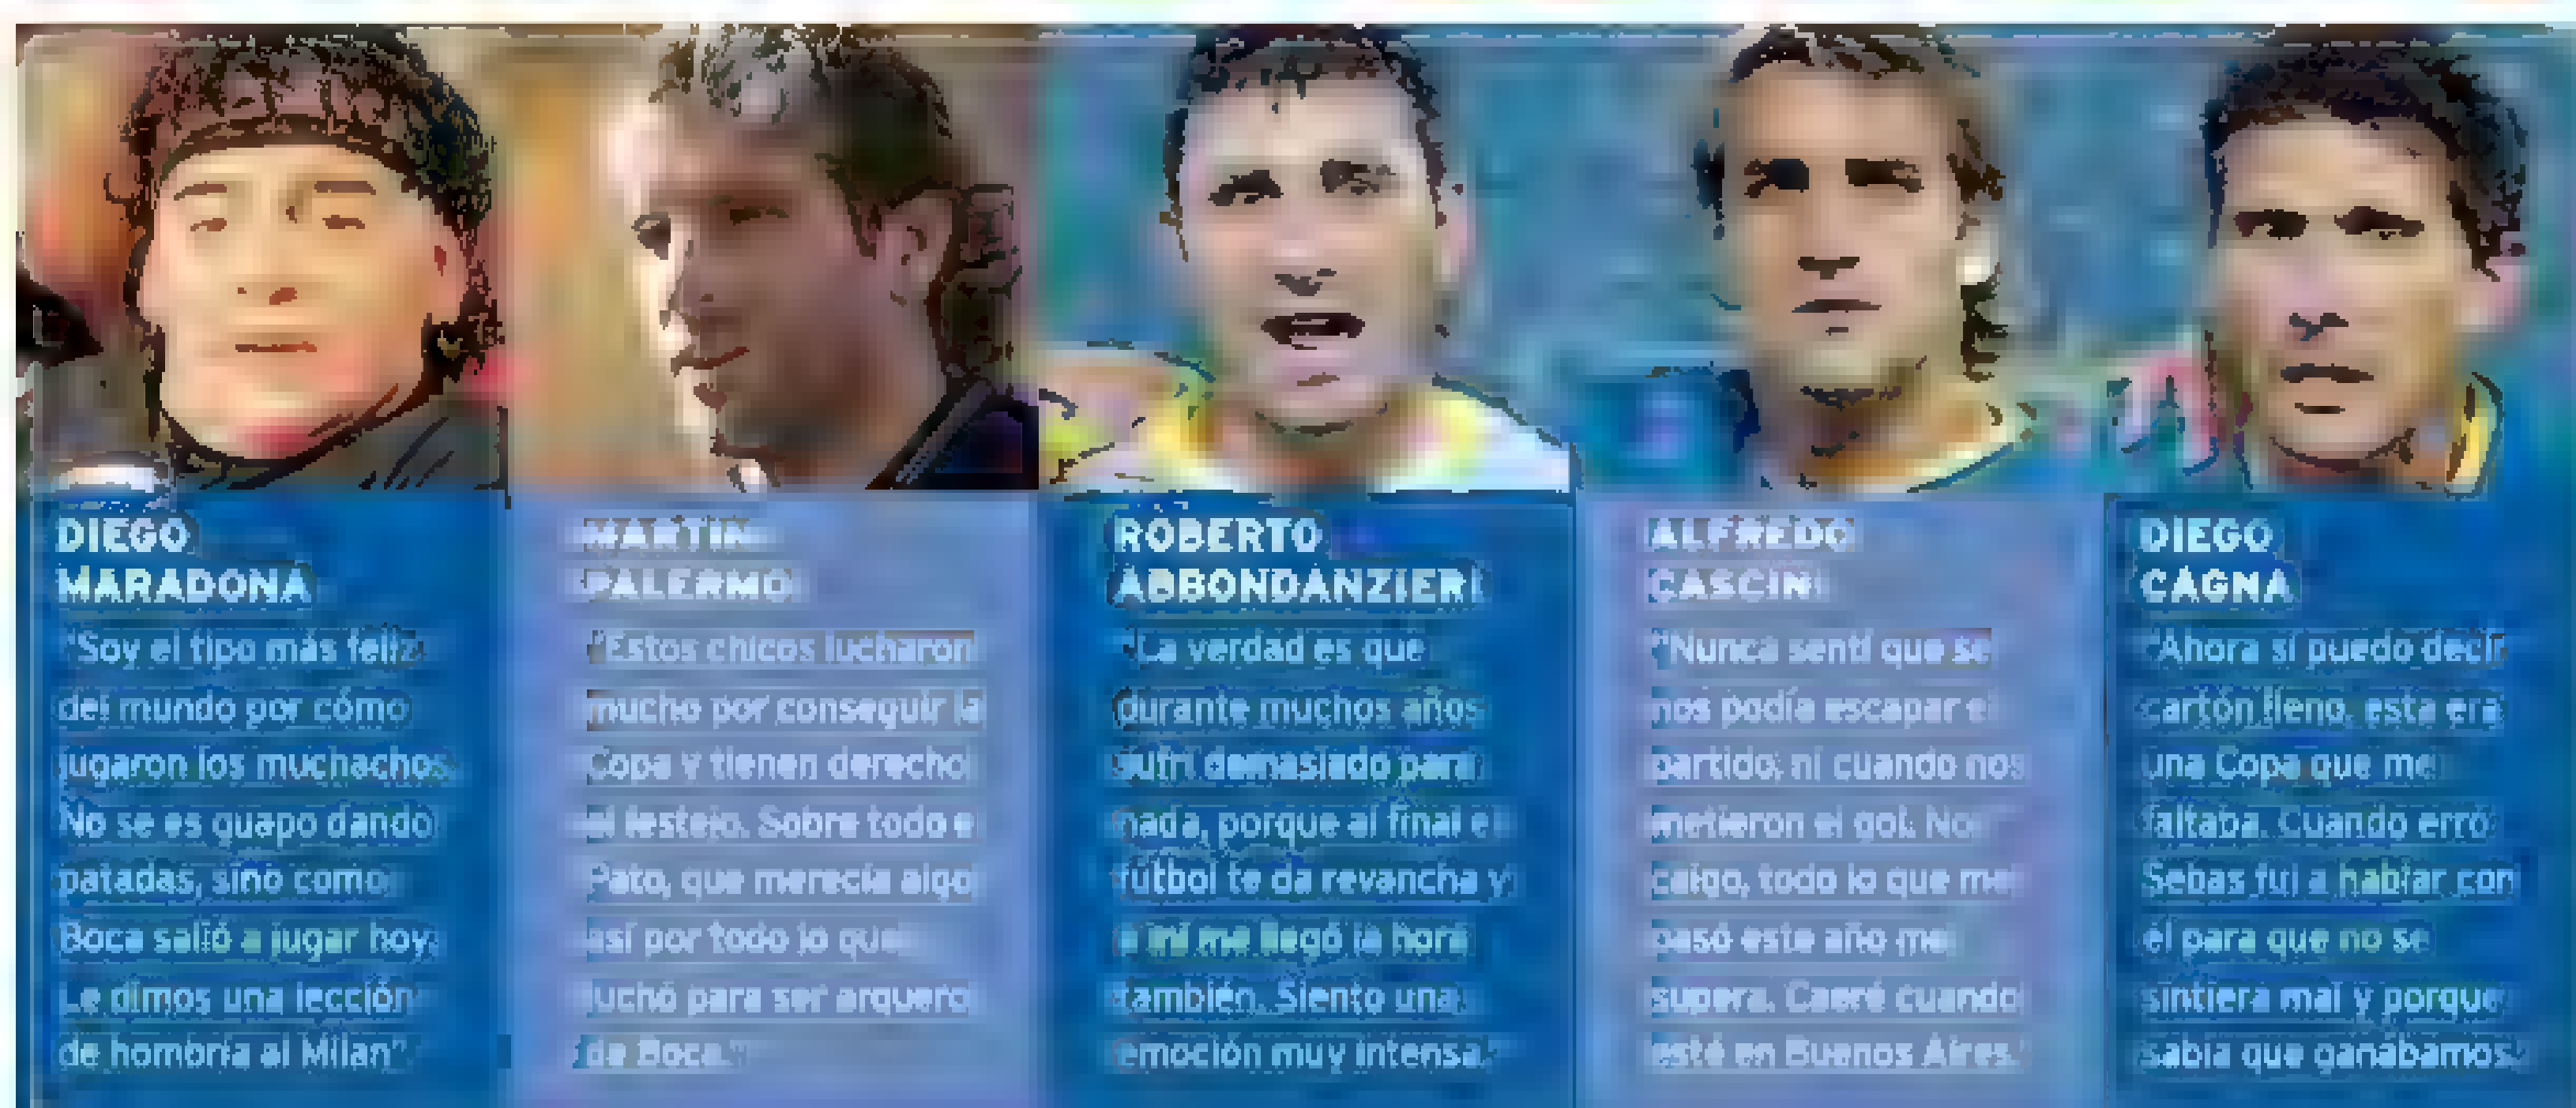 DIEGO
MARADONA
"Soy el tipo más feliz
del mundo por cómo
jugaron los muchachos.
No se es guapo dando
patadas, sino como
Boca salió a jugar hoy.
Le dimos una lección
de hombría al Milan".
MARTIN
PALERMO
"Estos chicos lucharon
mucho por conseguir la
Copa y tienen derecho
al festejo. Sobre todo el
Pato, que merecía algo
así por todo lo que
luchó para ser arquero
de Boca."
ROBERTO
ABBONDANZIERI
"La verdad es que
durante muchos años
sufrí demasiado para
nada, porque al final el
fútbol te da revancha y
a mí me llegó la hora
también. Siento una
emoción muy intensa."
ALFREDO
CASCINI
"Nunca sentí que se
nos podía escapar el
partido, ni cuando nos
metieron el gol. No
caigo, todo lo que me
pasó este año me
supera. Caeré cuando
esté en Buenos Aires."
DIEGO
CAGNA
"Ahora sí puedo decir
cartón lleno, esta era
una Copa que me
faltaba. Cuando erró
Sebas fui a hablar con
él para que no se
sintiera mal y porque
sabía que ganábamos."